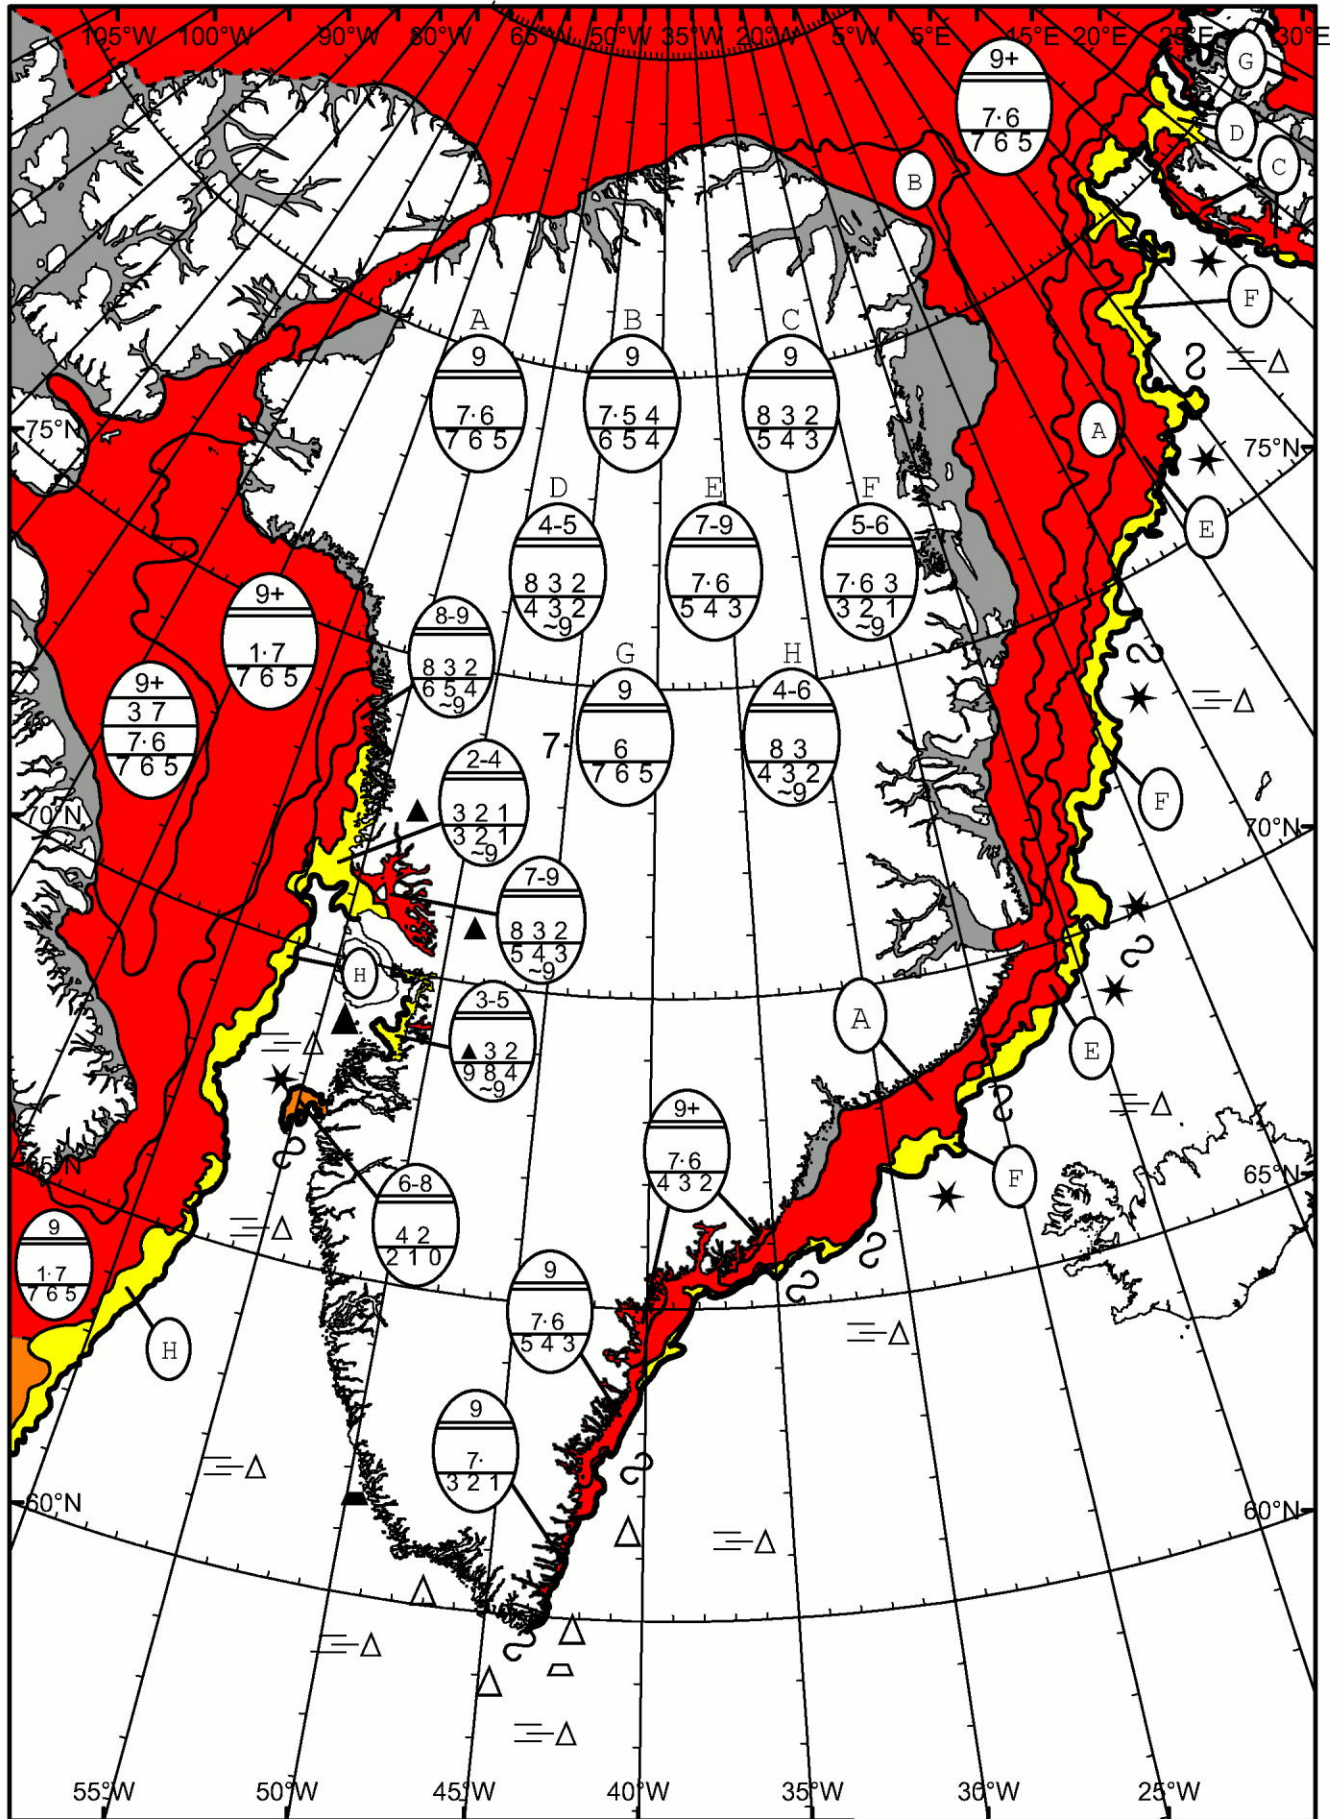 105°W 100°W 90°W 80°W 65°W 50°W 35°W 20°W 5°W 5°E 15°E 20°E 25°E 30°E
G
9+
7·6
7 6 5
D
C
B
F
A
B
C
9
7·6
7 6 5
9
7·5 4
6 5 4
9
8 3 2
5 4 3
75°N
A
75°N
D
E
F
4-5
8 3 2
4 3 2
~9
7-9
7·6
5 4 3
5-6
7·6 3
3 2 1
~9
E
9+
1·7
7 6 5
8-9
8 3 2
6 5 4
~9
G
H
9
7·
6
7 6 5
4-6
8 3
4 3 2
~9
9+
3 7
7·6
7 6 5
2-4
3 2 1
3 2 1
~9
F
70°N
70°N
7-9
8 3 2
5 4 3
~9
H
3-5
▲ 3 2
9 8 4
~9
A
E
9+
7·6
4 3 2
65°N
F
65°N
6-8
4 2
2 1 0
9
1·7
7 6 5
9
7·6
5 4 3
H
9
7·
3 2 1
60°N
60°N
55°W 50°W 45°W 40°W 35°W 30°W 25°W